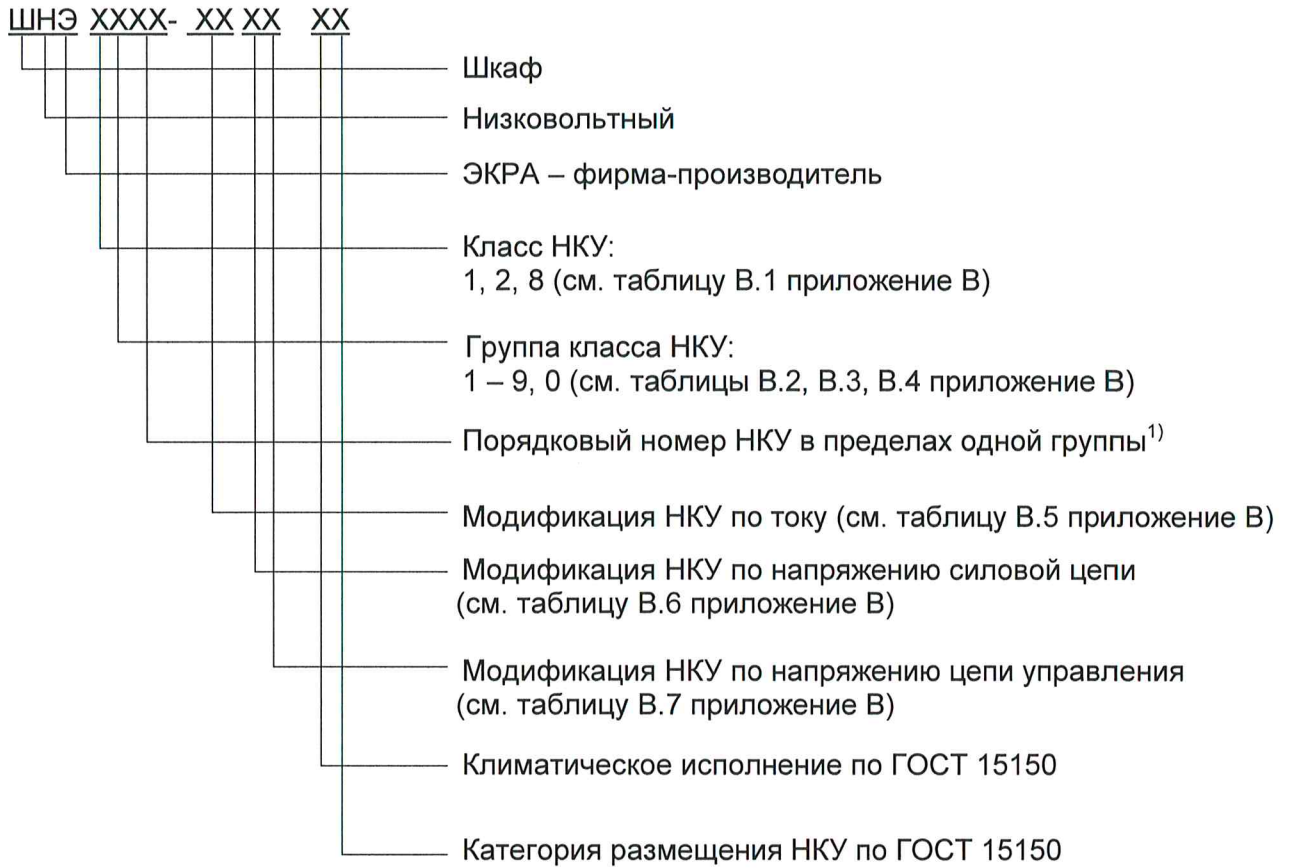 ШНЭ ХХХХ- ХХ ХХ ХХ
Шкаф
Низковольтный
ЭКРА – фирма-производитель
Класс НКУ:
1, 2, 8 (см. таблицу В.1 приложение В)
Группа класса НКУ:
1 – 9, 0 (см. таблицы В.2, В.3, В.4 приложение В)
Порядковый номер НКУ в пределах одной группы¹⁾
Модификация НКУ по току (см. таблицу В.5 приложение В)
Модификация НКУ по напряжению силовой цепи
(см. таблицу В.6 приложение В)
Модификация НКУ по напряжению цепи управления
(см. таблицу В.7 приложение В)
Климатическое исполнение по ГОСТ 15150
Категория размещения НКУ по ГОСТ 15150